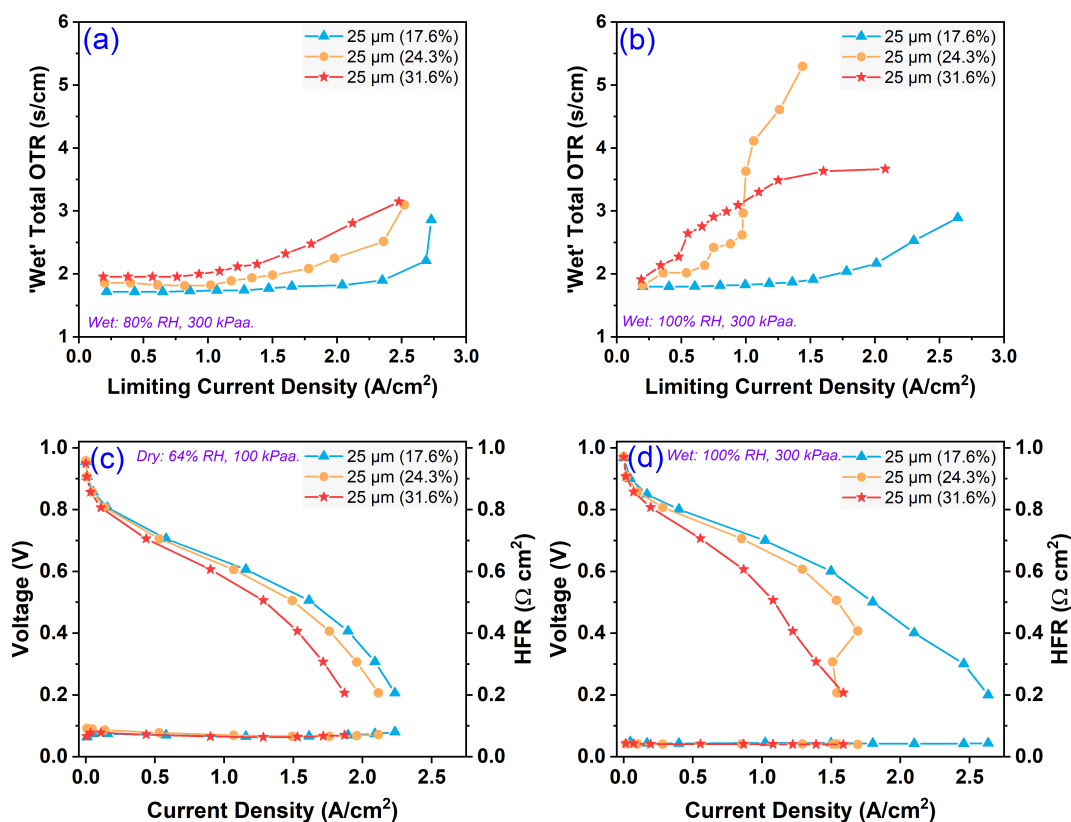 (a)
25 µm (17.6%)
25 µm (24.3%)
25 µm (31.6%)
6
5
4
3
2
1
'Wet' Total OTR (s/cm)
Wet: 80% RH, 300 kPaa.
0.0 0.5 1.0 1.5 2.0 2.5 3.0
Limiting Current Density (A/cm²)
(b)
25 µm (17.6%)
25 µm (24.3%)
25 µm (31.6%)
6
5
4
3
2
1
'Wet' Total OTR (s/cm)
Wet: 100% RH, 300 kPaa.
0.0 0.5 1.0 1.5 2.0 2.5 3.0
Limiting Current Density (A/cm²)
(c)
Dry: 64% RH, 100 kPaa.
25 µm (17.6%)
25 µm (24.3%)
25 µm (31.6%)
1.0
0.8
0.6
0.4
0.2
Voltage (V)
1.0
0.8
0.6
0.4
0.2
0.0
HFR (Ω cm²)
0.0 0.5 1.0 1.5 2.0 2.5
Current Density (A/cm²)
(d)
Wet: 100% RH, 300 kPaa.
25 µm (17.6%)
25 µm (24.3%)
25 µm (31.6%)
1.0
0.8
0.6
0.4
0.2
Voltage (V)
1.0
0.8
0.6
0.4
0.2
0.0
HFR (Ω cm²)
0.0 0.5 1.0 1.5 2.0 2.5
Current Density (A/cm²)